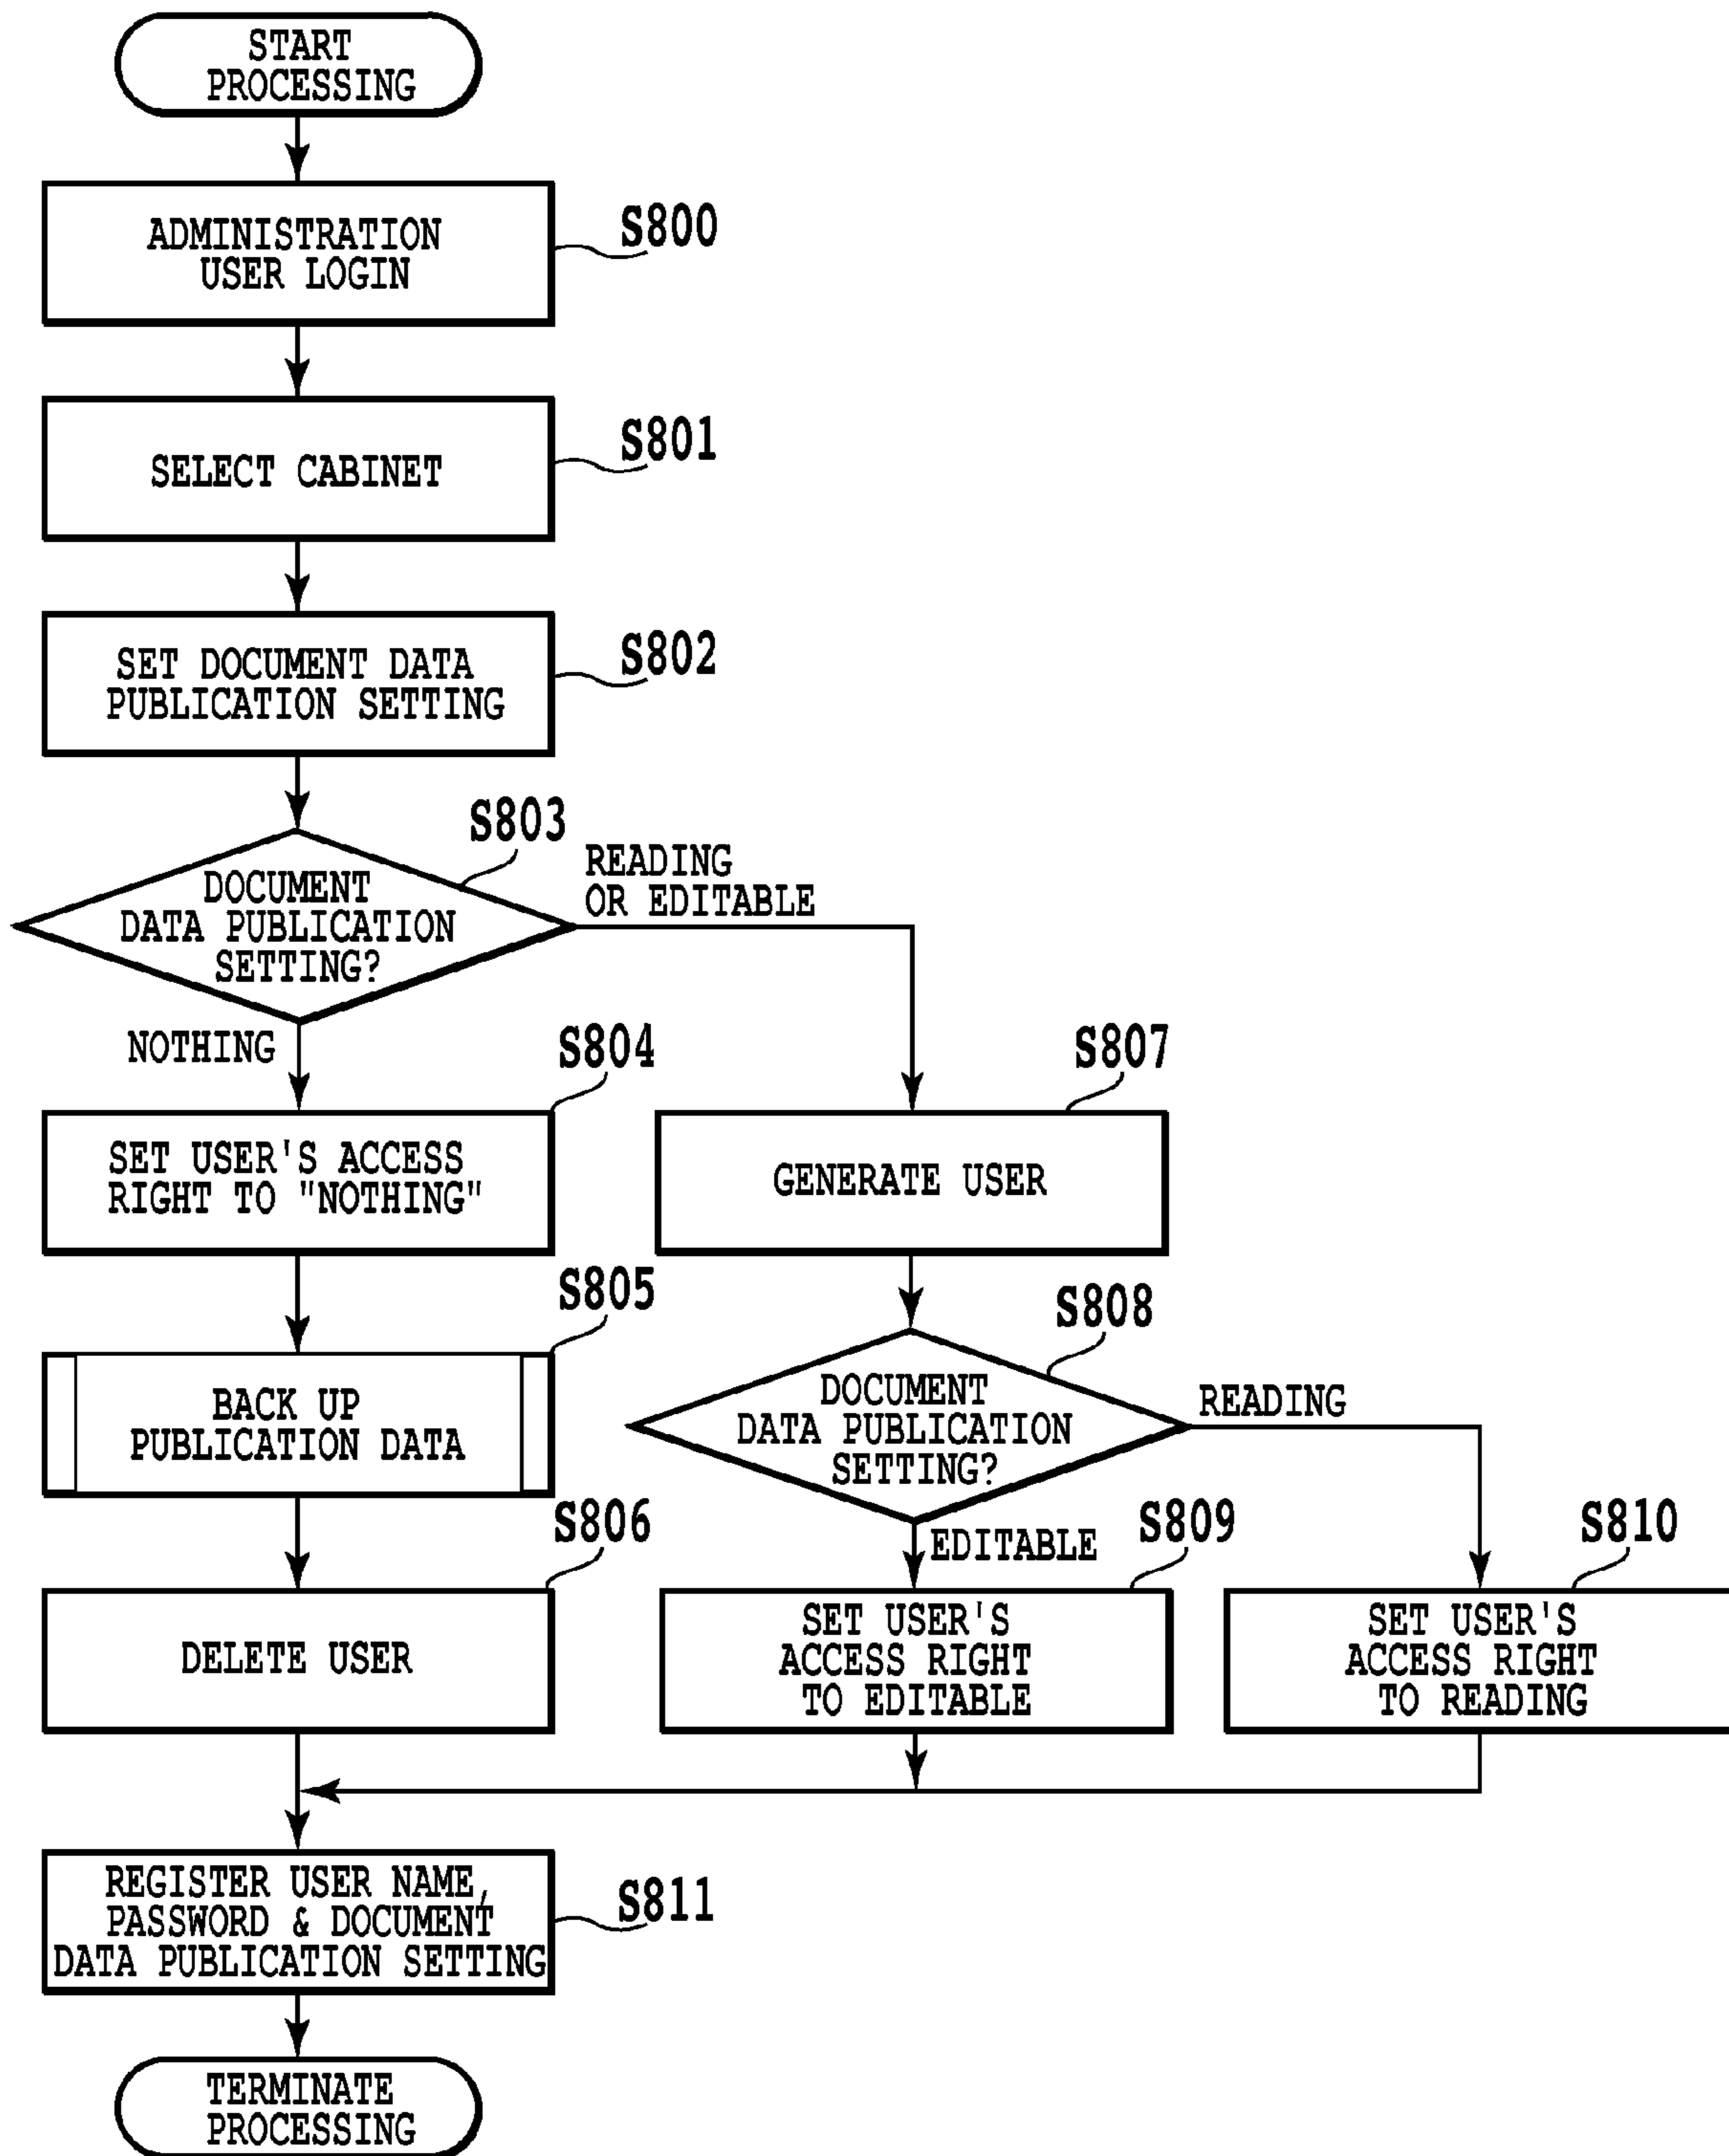 START
PROCESSING
ADMINISTRATION
USER LOGIN
S800
SELECT CABINET
S801
SET DOCUMENT DATA
PUBLICATION SETTING
S802
S803
DOCUMENT
DATA PUBLICATION
SETTING?
READING
OR EDITABLE
NOTHING
S804
SET USER'S ACCESS
RIGHT TO "NOTHING"
S807
GENERATE USER
S805
BACK UP
PUBLICATION DATA
S808
DOCUMENT
DATA PUBLICATION
SETTING?
READING
EDITABLE
S806
DELETE USER
S809
SET USER'S
ACCESS RIGHT
TO EDITABLE
S810
SET USER'S
ACCESS RIGHT
TO READING
REGISTER USER NAME,
PASSWORD & DOCUMENT
DATA PUBLICATION SETTING
S811
TERMINATE
PROCESSING